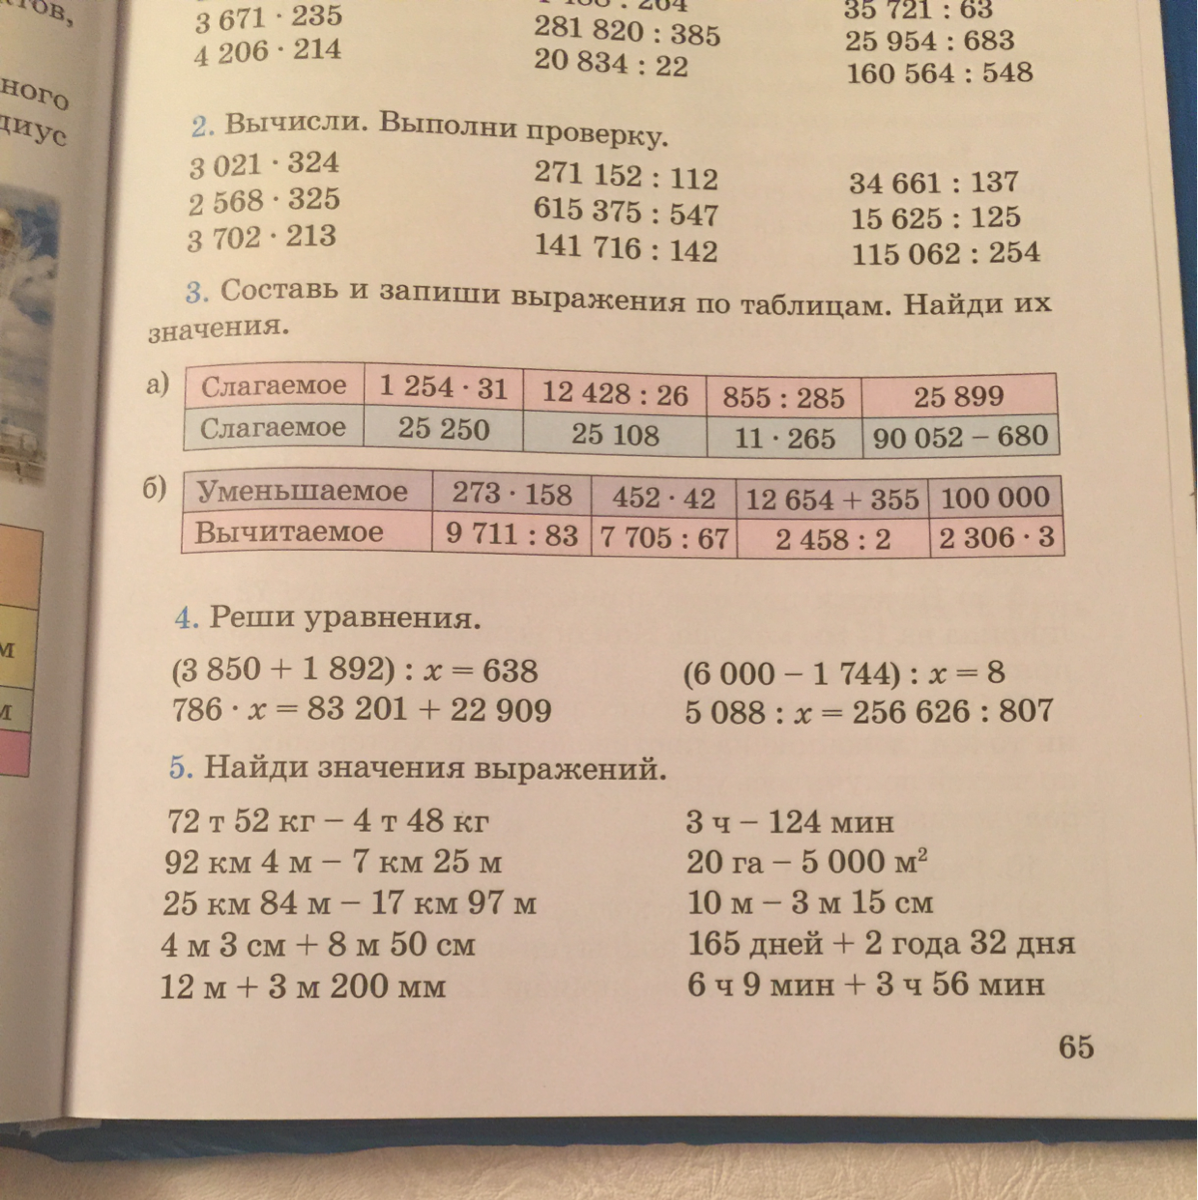 ного
диус
3 671 · 235
4 206 · 214
281 820 : 385
20 834 : 22
35 721 : 63
25 954 : 683
160 564 : 548
2. Вычисли. Выполни проверку.
3 021 · 324
2 568 · 325
3 702 · 213
271 152 : 112
615 375 : 547
141 716 : 142
34 661 : 137
15 625 : 125
115 062 : 254
3. Составь и запиши выражения по таблицам. Найди их
значения.
а) Слагаемое 1 254 · 31 12 428 : 26 855 : 285 25 899
Слагаемое 25 250 25 108 11 · 265 90 052 – 680
б) Уменьшаемое 273 · 158 452 · 42 12 654 + 355 100 000
Вычитаемое 9 711 : 83 7 705 : 67 2 458 : 2 2 306 · 3
4. Реши уравнения.
(3 850 + 1 892) : x = 638
786 · x = 83 201 + 22 909
(6 000 – 1 744) : x = 8
5 088 : x = 256 626 : 807
5. Найди значения выражений.
72 т 52 кг – 4 т 48 кг
92 км 4 м – 7 км 25 м
25 км 84 м – 17 км 97 м
4 м 3 см + 8 м 50 см
12 м + 3 м 200 мм
3 ч – 124 мин
20 га – 5 000 м²
10 м – 3 м 15 см
165 дней + 2 года 32 дня
6 ч 9 мин + 3 ч 56 мин
65